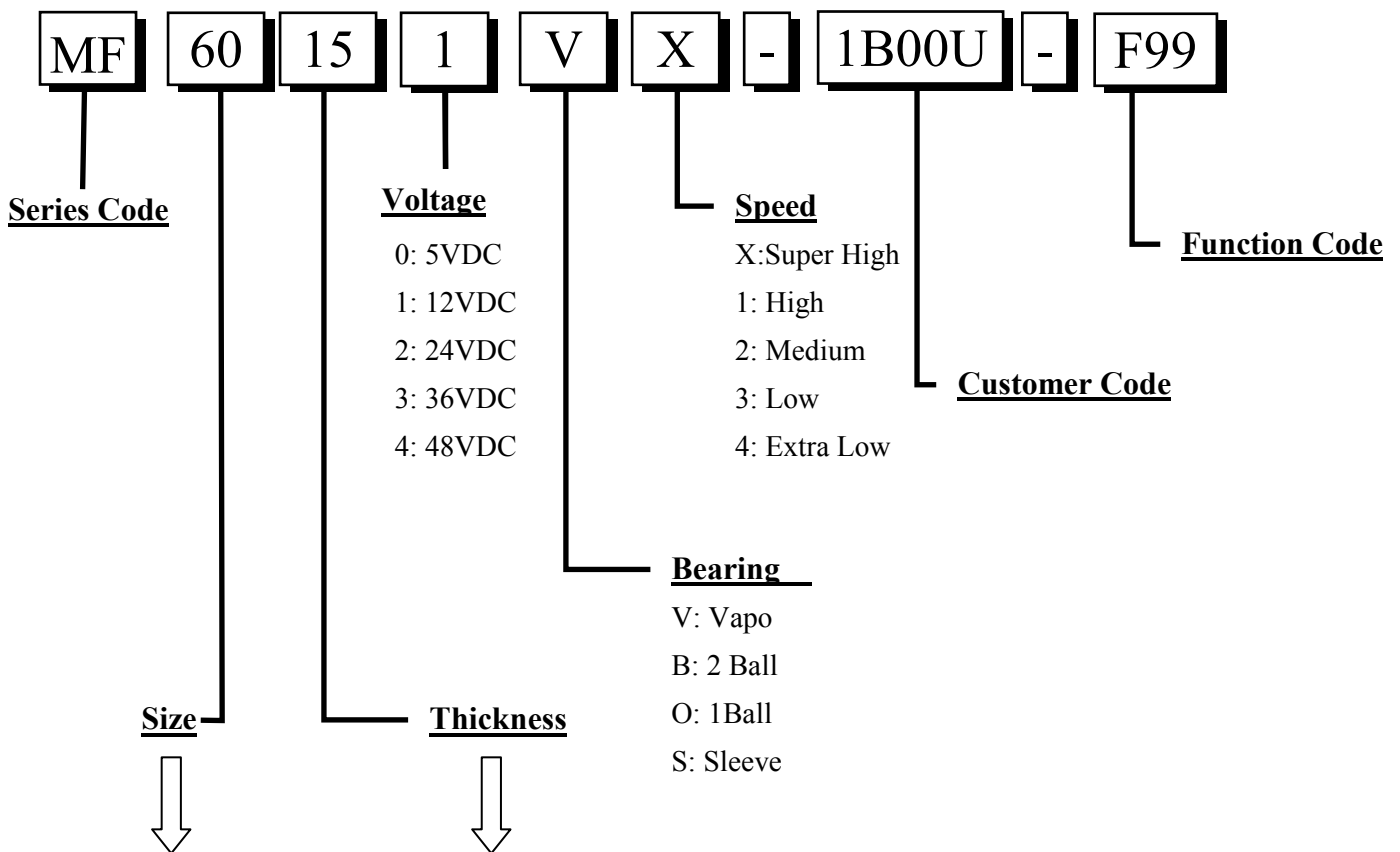 MF 60 15 1 V X - 1B00U - F99
Series Code
Voltage
0: 5VDC
1: 12VDC
2: 24VDC
3: 36VDC
4: 48VDC
Speed
X:Super High
1: High
2: Medium
3: Low
4: Extra Low
Function Code
Customer Code
Bearing
V: Vapo
B: 2 Ball
O: 1Ball
S: Sleeve
Size
Thickness